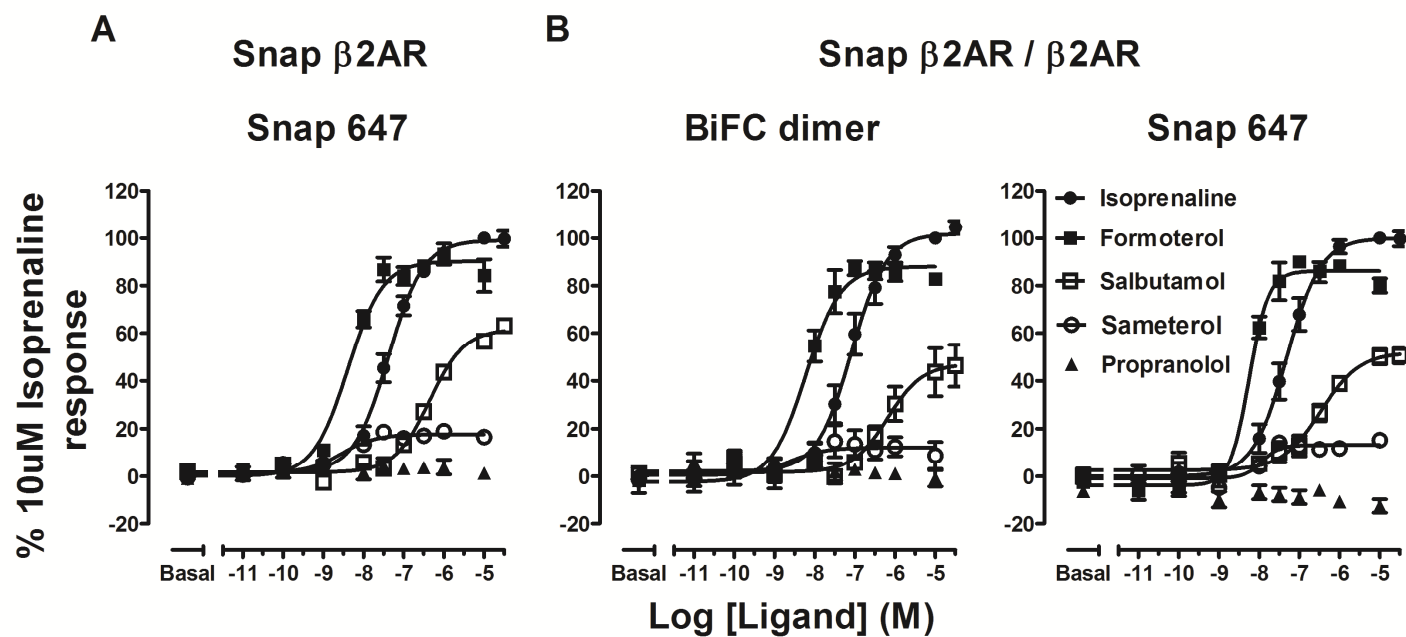 A
B
Snap β2AR
Snap β2AR / β2AR
Snap 647
BiFC dimer
Snap 647
% 10uM Isoprenaline
response
120
100
80
60
40
20
0
-20
Basal -11 -10 -9 -8 -7 -6 -5
120
100
80
60
40
20
0
-20
Basal -11 -10 -9 -8 -7 -6 -5
120
100
80
60
40
20
0
-20
Basal -11 -10 -9 -8 -7 -6 -5
Isoprenaline
Formoterol
Salbutamol
Sameterol
Propranolol
Log [Ligand] (M)